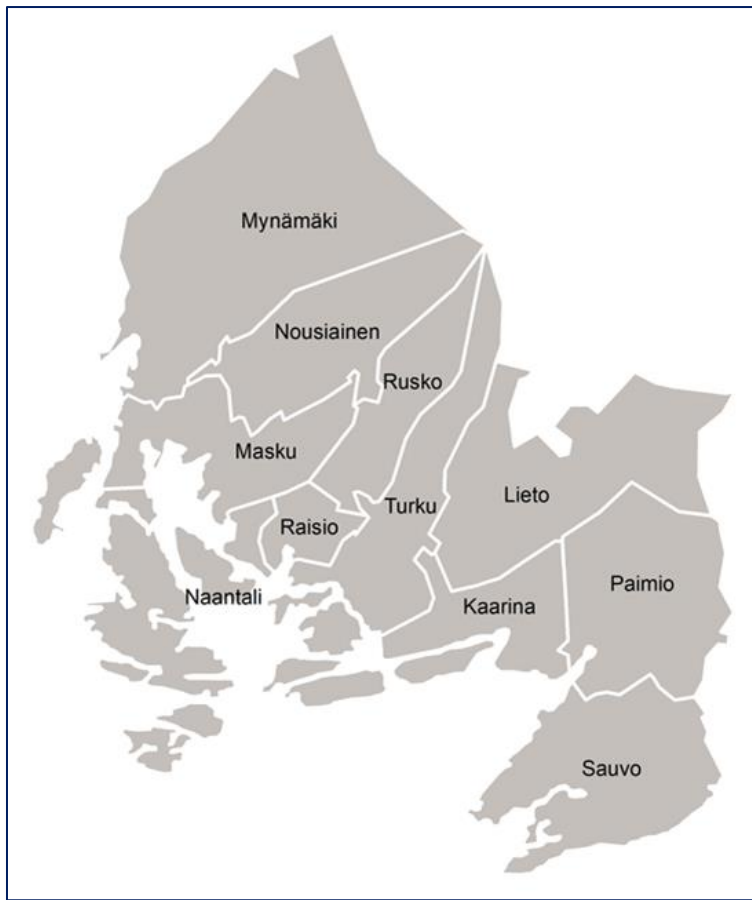 Mynämäki
Nousiainen
Rusko
Masku
Lieto
Turku
Raisio
Paimio
Naantali
Kaarina
Sauvo